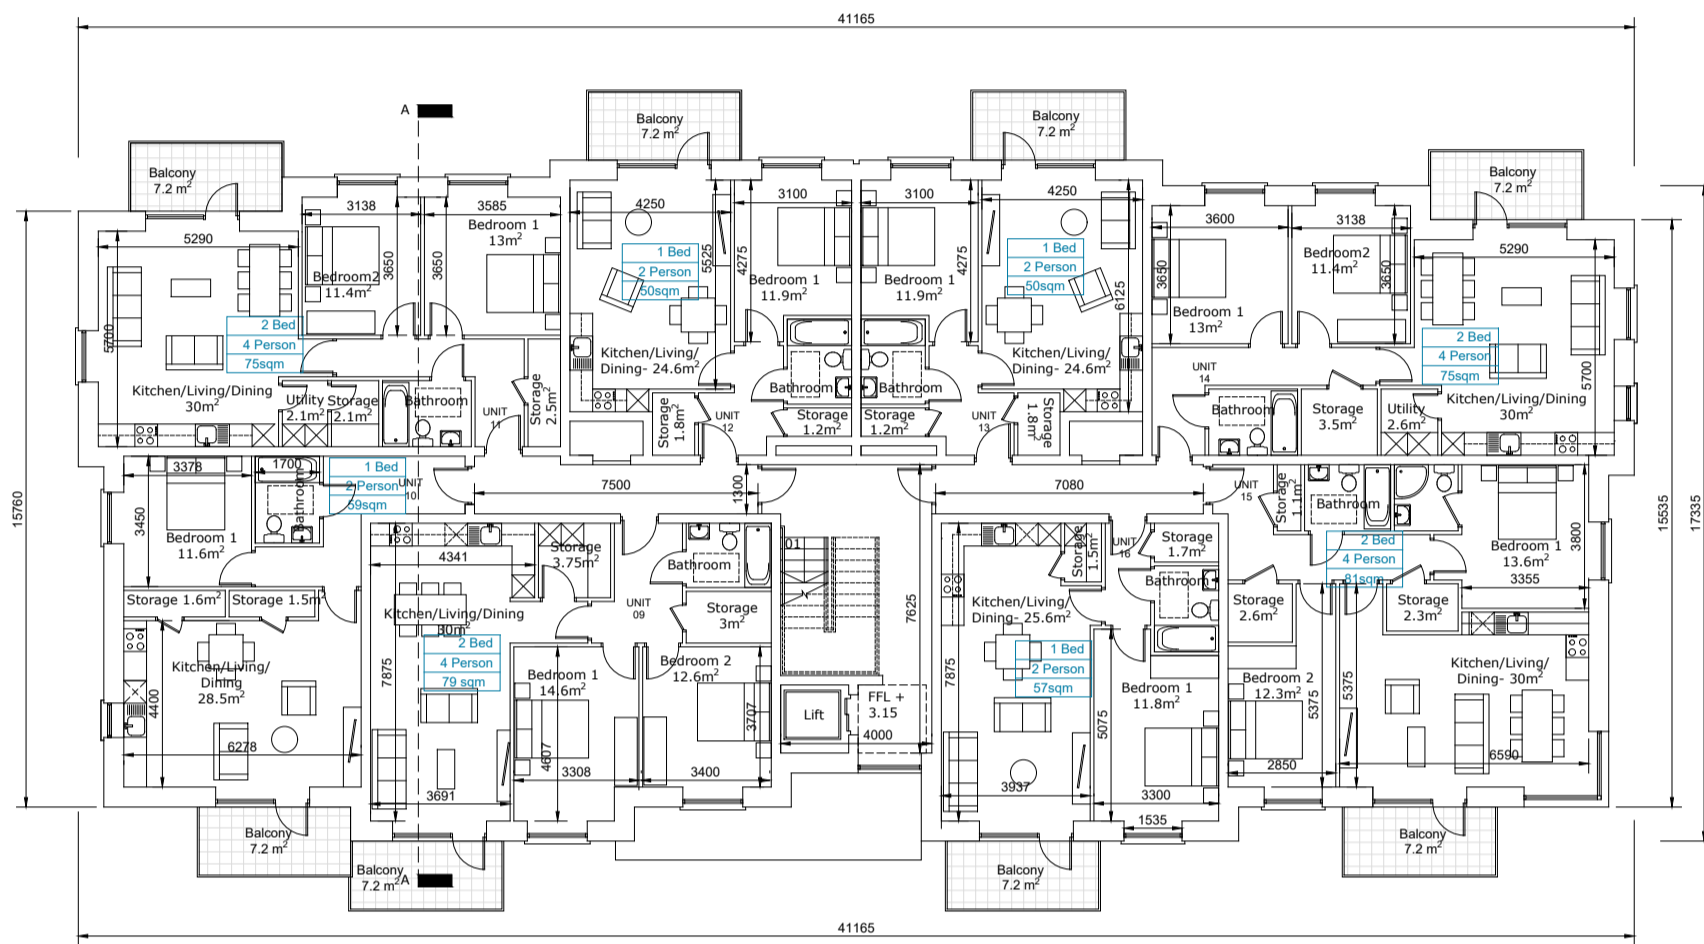 41165
A
Balcony
7.2 m²
Balcony
7.2 m²
Balcony
7.2 m²
Balcony
7.2 m²
5290
3138
3585
4250
3100
3100
4250
3600
3138
5290
Bedroom2
11.4m²
3650
3650
Bedroom 1
13m²
5700
2 Bed
4 Person
75sqm
Kitchen/Living/Dining
30m²
Utility
2.1m²
Storage
2.1m²
Bathroom
UNIT
11
Storage
2.5m²
1 Bed
2 Person
50sqm
5525
4275
Bedroom 1
11.9m²
Kitchen/Living/
Dining- 24.6m²
Storage
1.8m²
UNIT
12
Bathroom
Storage
1.2m²
Bedroom 1
11.9m²
4275
1 Bed
2 Person
50sqm
6125
Kitchen/Living/
Dining- 24.6m²
Bathroom
Storage
1.2m²
UNIT
13
Storage
1.8m²
3650
Bedroom 1
13m²
Bedroom2
11.4m²
3650
2 Bed
4 Person
75sqm
5700
Kitchen/Living/Dining
30m²
UNIT
14
Bathroom
Storage
3.5m²
Utility
2.6m²
15760
15535
17335
3378
1700
1 Bed
2 Person
59sqm
UNIT
10
3450
Bathroom
Bedroom 1
11.6m²
Storage 1.6m²
Storage 1.5m²
Kitchen/Living/
Dining
28.5m²
4400
6278
7500
1300
7080
4341
Storage
3.75m²
Kitchen/Living/Dining
30m²
2 Bed
4 Person
79 sqm
7875
3691
Bathroom
UNIT
09
Storage
3m²
Bedroom 1
14.6m²
4607
3308
Bedroom 2
12.6m²
3707
3400
01
7625
Lift
FFL +
3.15
4000
Storage
1.5m²
UNIT
16
Storage
1.7m²
Bathroom
Kitchen/Living/
Dining- 25.6m²
1 Bed
2 Person
57sqm
7875
3937
5075
Bedroom 1
11.8m²
3300
1535
UNIT
15
Storage
1.1m²
Bathroom
2 Bed
4 Person
81sqm
Bedroom 1
13.6m²
3800
3355
Storage
2.6m²
Storage
2.3m²
Bedroom 2
12.3m²
5375
5375
2850
Kitchen/Living/
Dining- 30m²
6590
Balcony
7.2 m²
Balcony
7.2 m²
A
Balcony
7.2 m²
Balcony
7.2 m²
41165